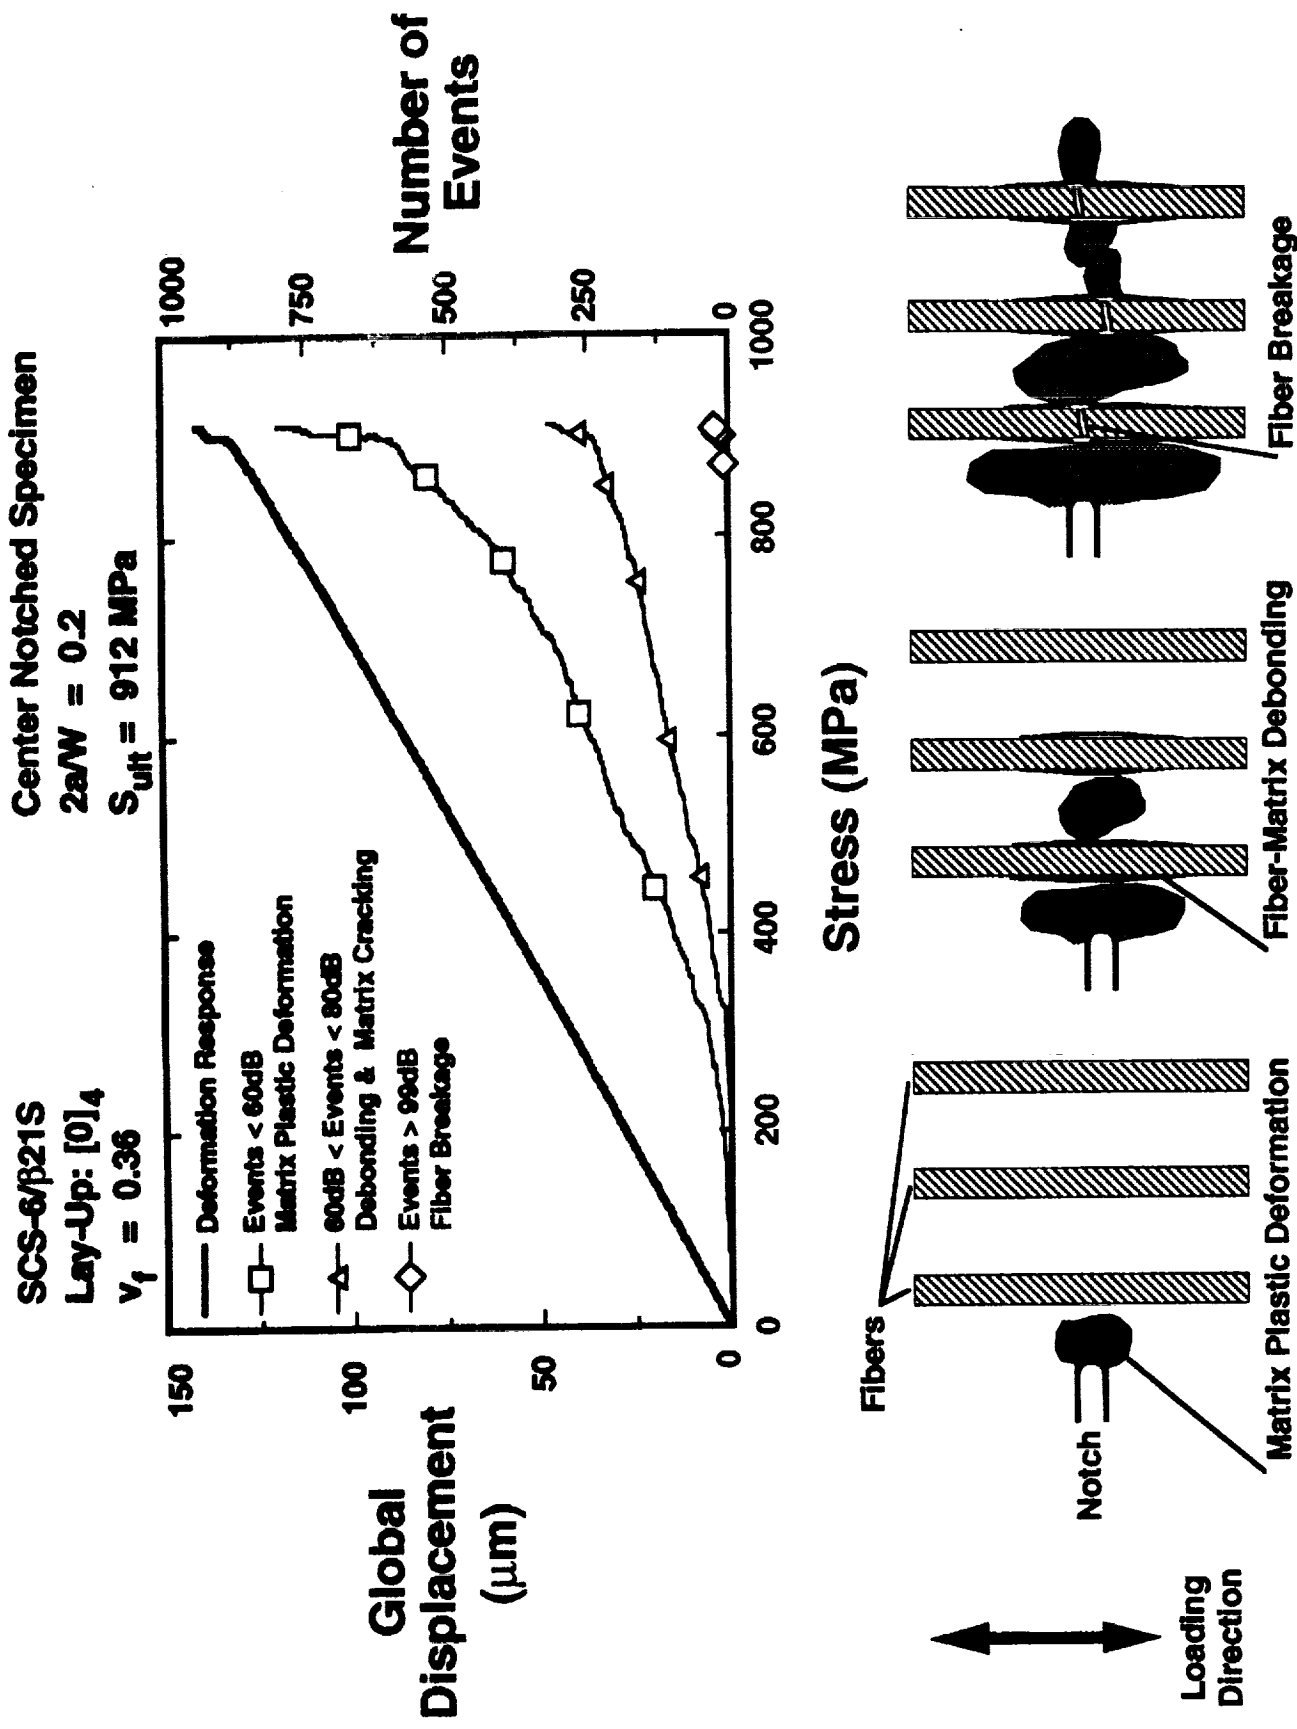 SCS-6/β21S
Lay-Up: [0]4
vf = 0.36
Center Notched Specimen
2a/W = 0.2
Sult = 912 MPa
Global
Displacement
(μm)
150
100
50
0
Deformation Response
Events < 60dB
Matrix Plastic Deformation
60dB < Events < 80dB
Debonding & Matrix Cracking
Events > 99dB
Fiber Breakage
1000
750
500
250
0
Number of
Events
0
200
400
600
800
1000
Stress (MPa)
Loading
Direction
Fibers
Notch
Matrix Plastic Deformation
Fiber-Matrix Debonding
Fiber Breakage